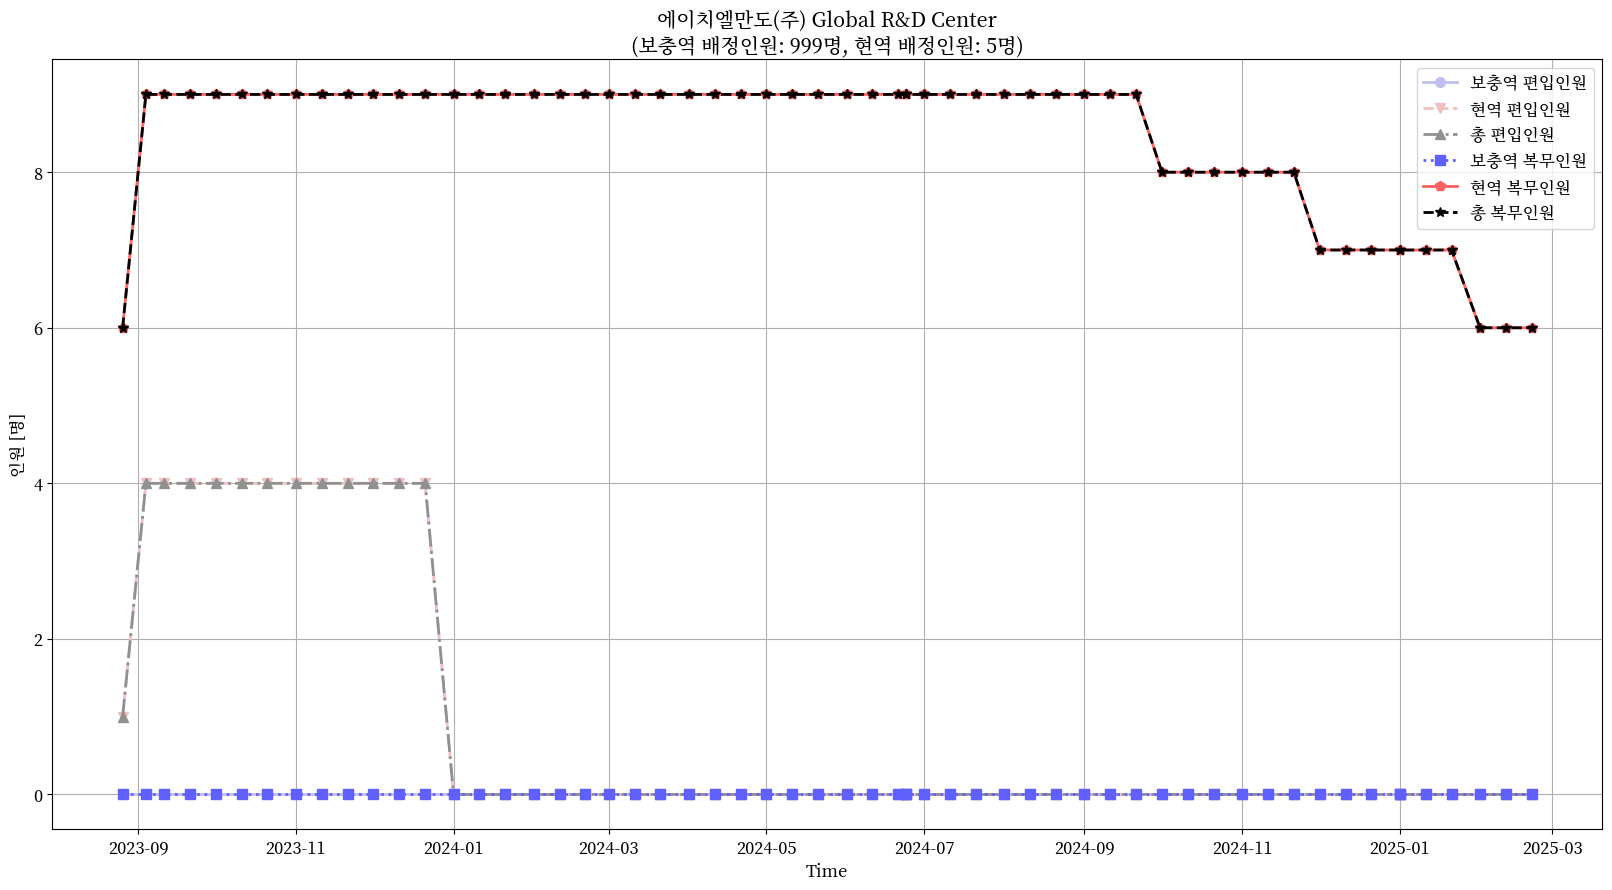 에이치엘만도(주) Global R&D Center
(보충역 배정인원: 999명, 현역 배정인원: 5명)
보충역 편입인원
현역 편입인원
총 편입인원
보충역 복무인원
현역 복무인원
총 복무인원
인원 [명]
8
6
4
2
0
2023-09
2023-11
2024-01
2024-03
2024-05
2024-07
2024-09
2024-11
2025-01
2025-03
Time